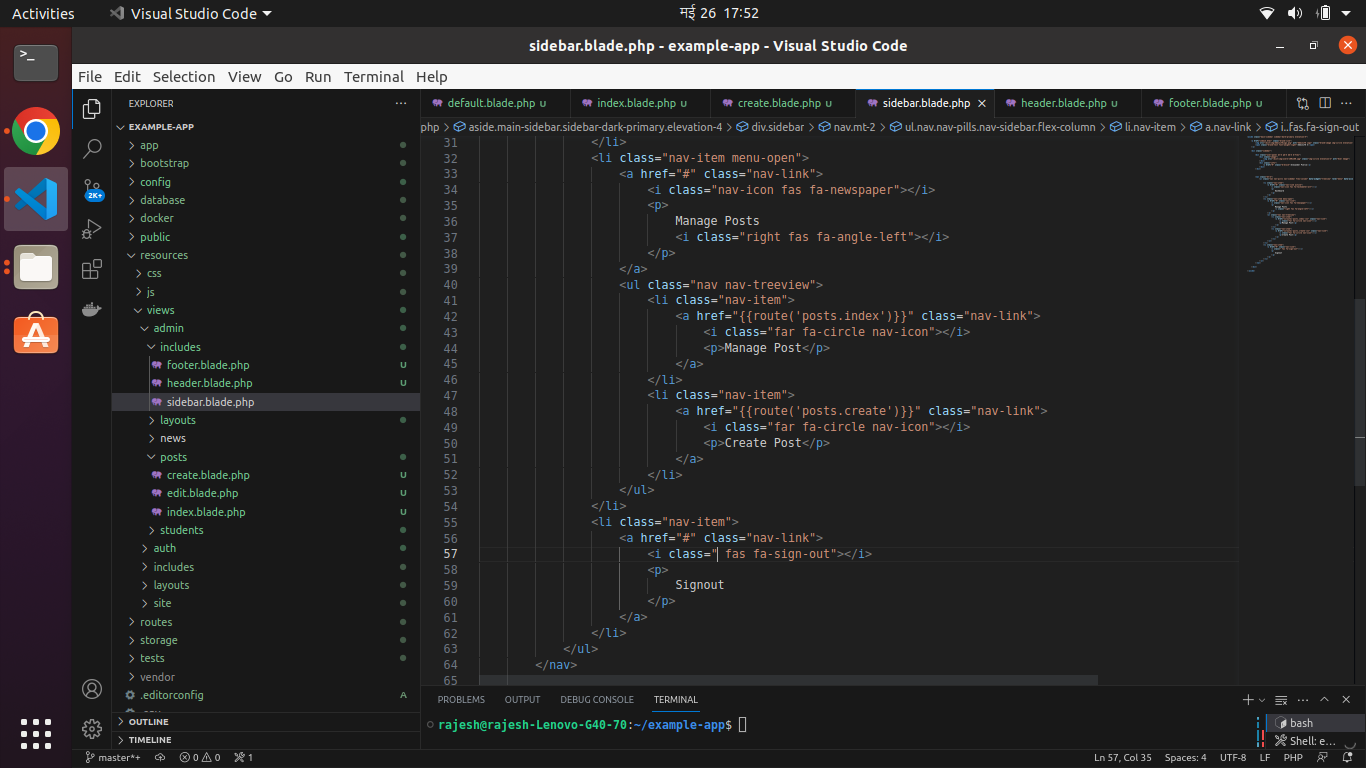 Activities Visual Studio Code मई 26 17:52
sidebar.blade.php - example-app - Visual Studio Code
File Edit Selection View Go Run Terminal Help
EXPLORER ···
default.blade.php U index.blade.php U create.blade.php U sidebar.blade.php × header.blade.php U footer.blade.php U ···
php > aside.main-sidebar.sidebar-dark-primary.elevation-4 > div.sidebar > nav.mt-2 > ul.nav.nav-pills.nav-sidebar.flex-column > li.nav-item > a.nav-link > i..fas.fa-sign-out
EXAMPLE-APP
app
bootstrap
config
database
docker
public
resources
css
js
views
admin
includes
footer.blade.php U
header.blade.php U
sidebar.blade.php
layouts
news
posts
create.blade.php U
edit.blade.php U
index.blade.php U
students
auth
includes
layouts
site
routes
storage
tests
vendor
.editorconfig A
OUTLINE
TIMELINE
2K+
31 </li>
32 <li class="nav-item menu-open">
33 <a href="#" class="nav-link">
34 <i class="nav-icon fas fa-newspaper"></i>
35 <p>
36 Manage Posts
37 <i class="right fas fa-angle-left"></i>
38 </p>
39 </a>
40 <ul class="nav nav-treeview">
41 <li class="nav-item">
42 <a href="{{route('posts.index')}}" class="nav-link">
43 <i class="far fa-circle nav-icon"></i>
44 <p>Manage Post</p>
45 </a>
46 </li>
47 <li class="nav-item">
48 <a href="{{route('posts.create')}}" class="nav-link">
49 <i class="far fa-circle nav-icon"></i>
50 <p>Create Post</p>
51 </a>
52 </li>
53 </ul>
54 </li>
55 <li class="nav-item">
56 <a href="#" class="nav-link">
57 <i class=" fas fa-sign-out"></i>
58 <p>
59 Signout
60 </p>
61 </a>
62 </li>
63 </ul>
64 </nav>
65
PROBLEMS OUTPUT DEBUG CONSOLE TERMINAL
rajesh@rajesh-Lenovo-G40-70:~/example-app$
bash
Shell: e...
master*+ 0 0 1 Ln 57, Col 35 Spaces: 4 UTF-8 LF PHP